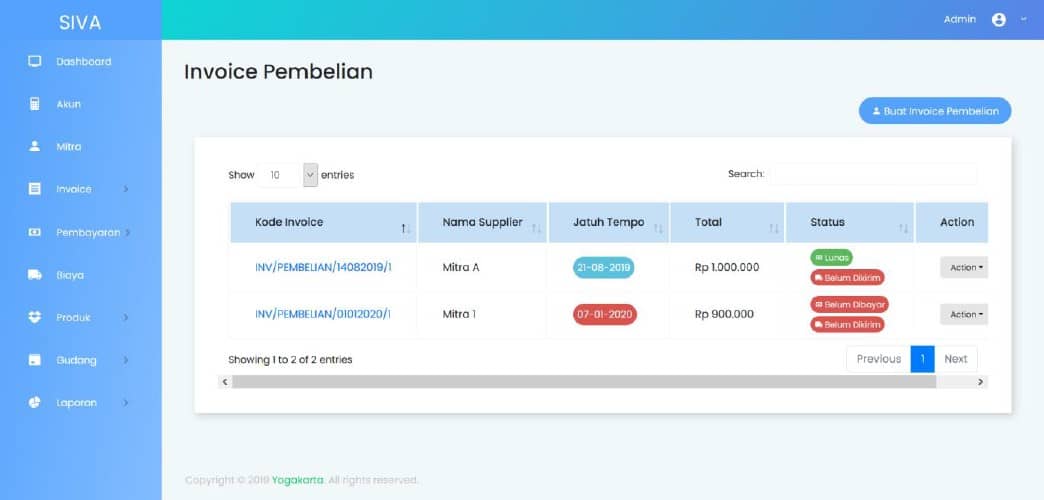 SIVA
Admin
Dashboard
Akun
Mitra
Invoice
Pembayaran
Biaya
Produk
Gudang
Laporan
Invoice Pembelian
Buat Invoice Pembelian
Show 10 entries
Search:
Kode Invoice Nama Supplier Jatuh Tempo Total Status Action
INV/PEMBELIAN/14082019/1 Mitra A 21-08-2019 Rp 1.000.000 Lunas Action
Belum Dikirim
INV/PEMBELIAN/01012020/1 Mitra 1 07-01-2020 Rp 900.000 Belum Dibayar Action
Belum Dikirim
Showing 1 to 2 of 2 entries
Previous 1 Next
Copyright © 2019 Yogakarta. All rights reserved.